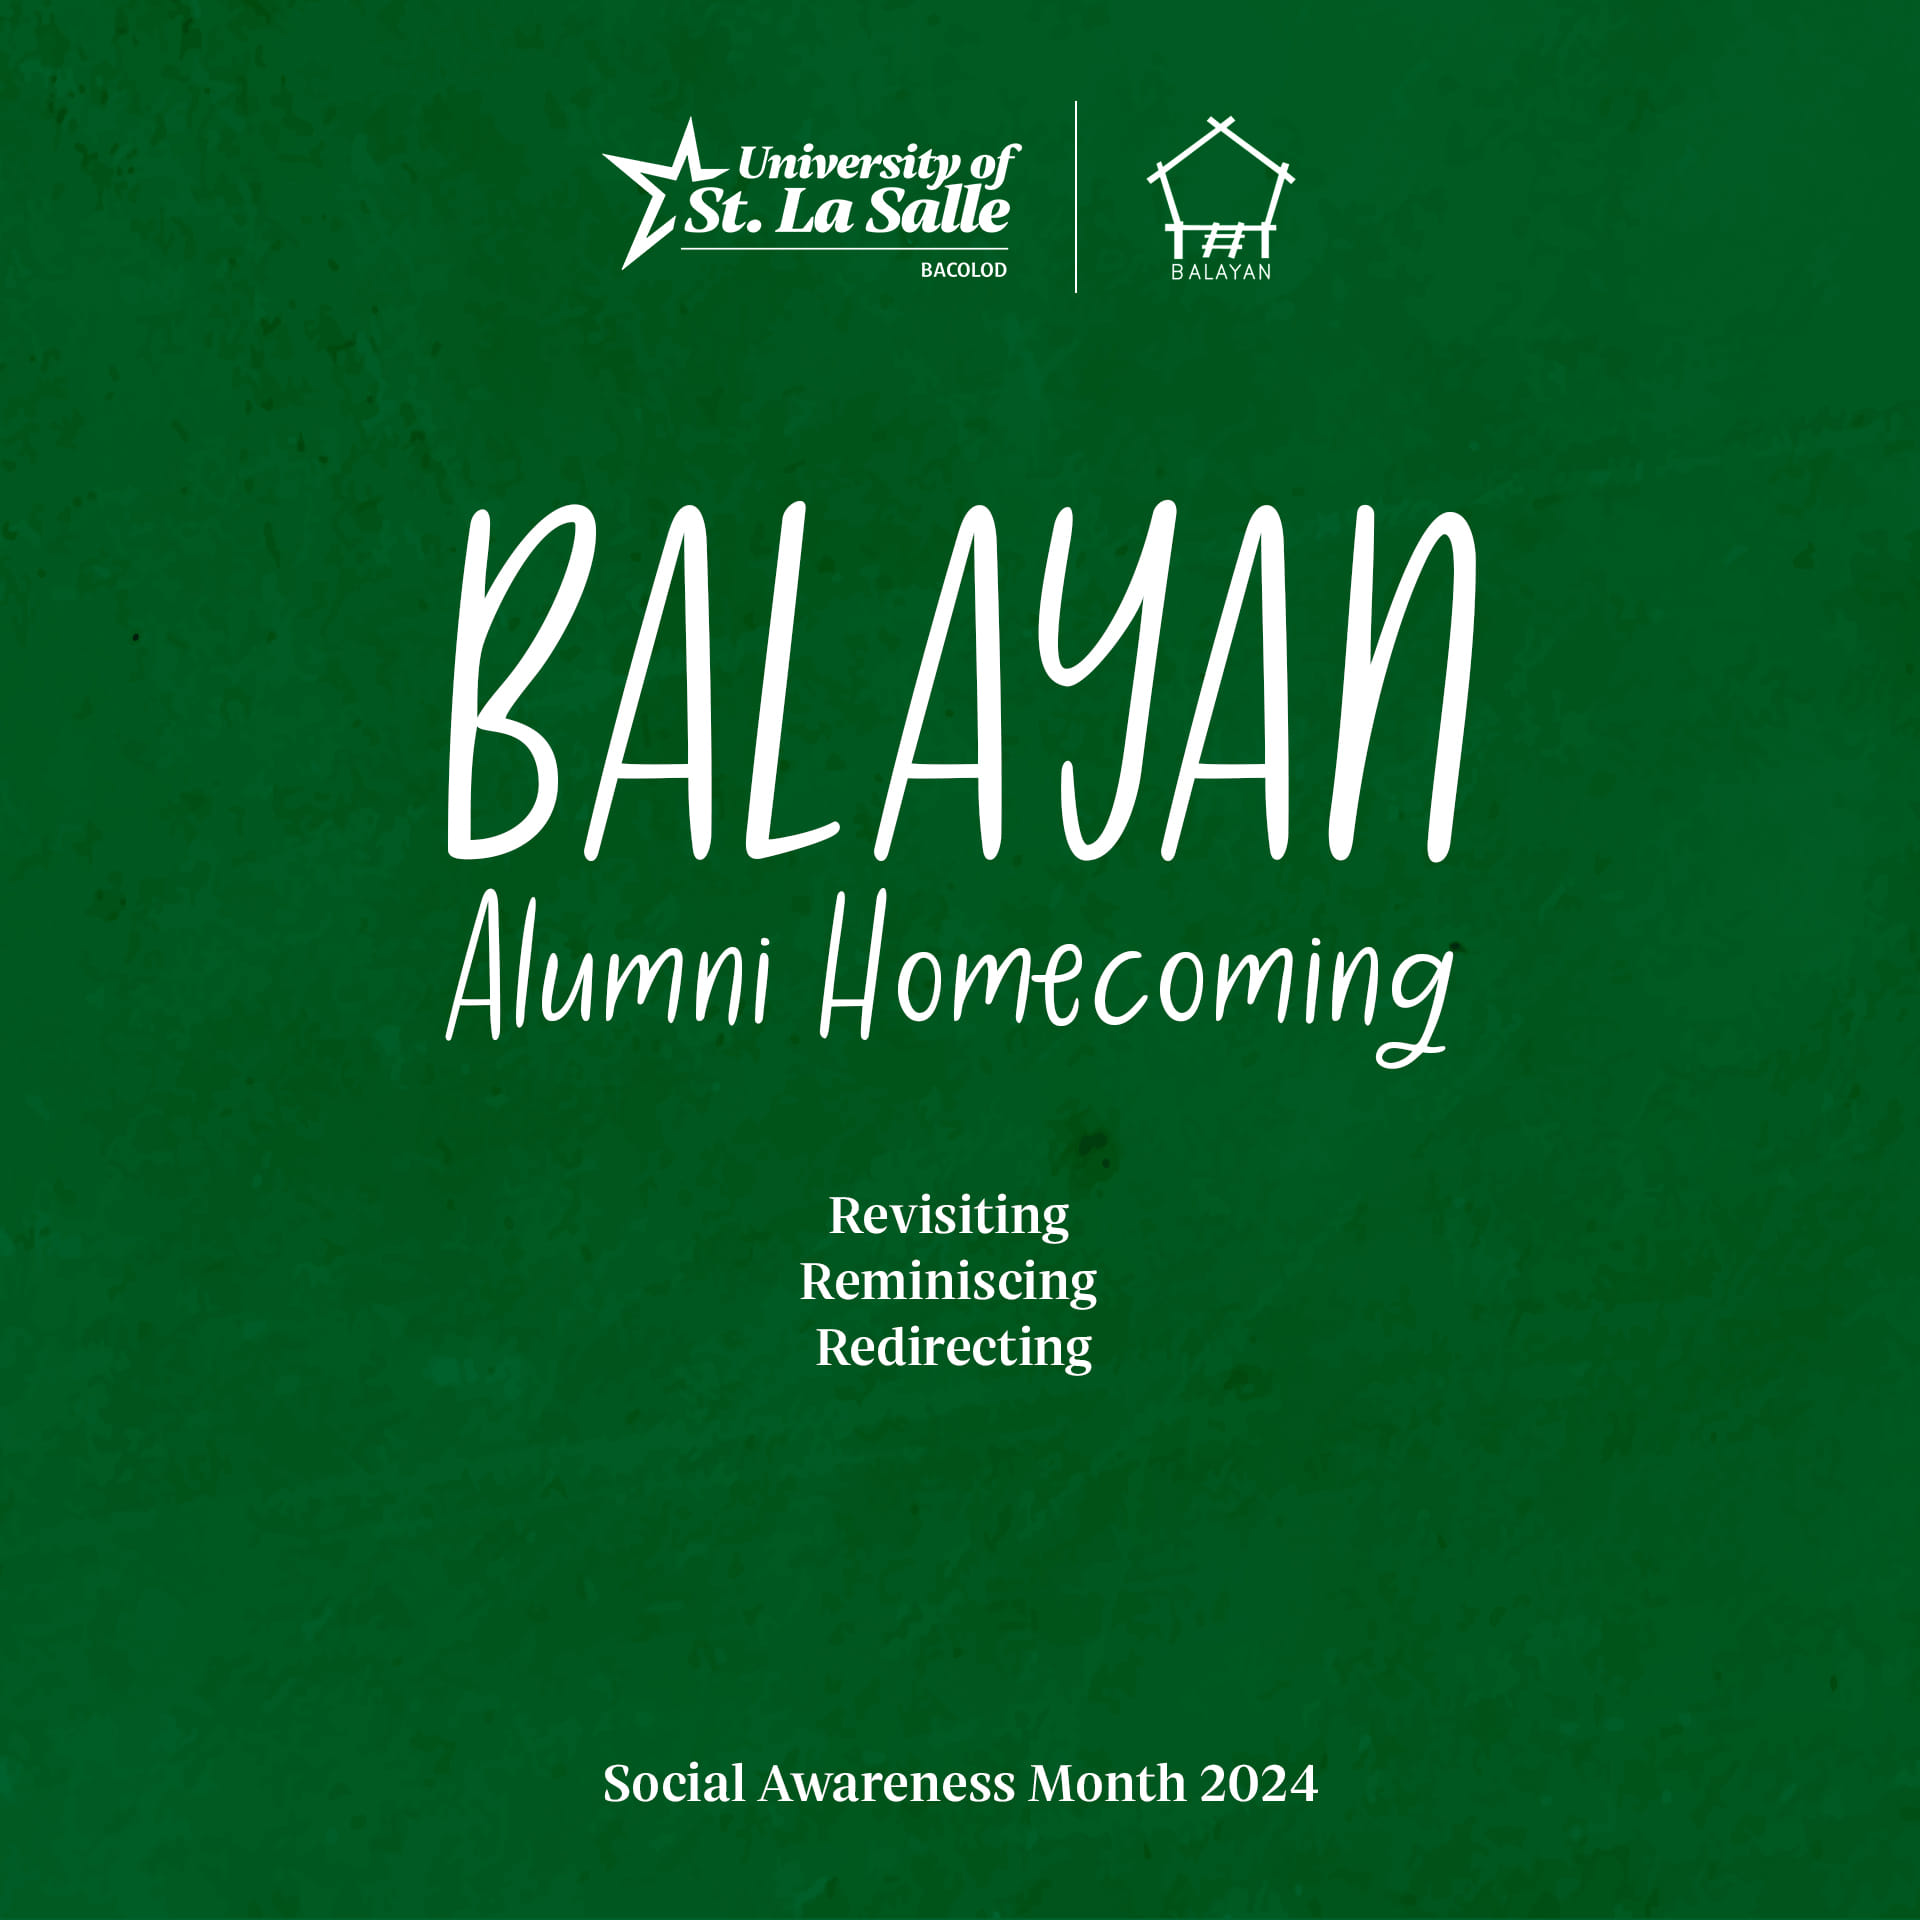 University of
St. La Salle
BACOLOD
BALAYAN
BALAYAN
Alumni Homecoming
Revisiting
Reminiscing
Redirecting
Social Awareness Month 2024